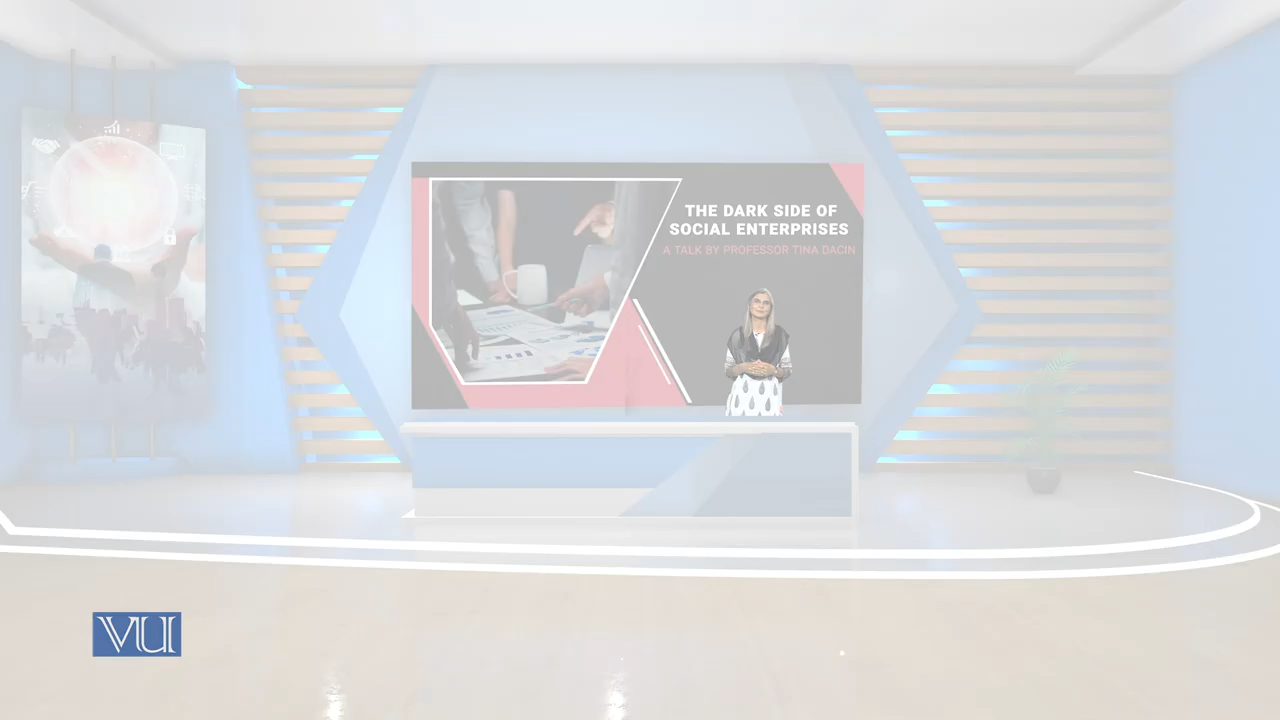 THE DARK SIDE OF
SOCIAL ENTERPRISES
A TALK BY PROFESSOR TINA DACIN
VU